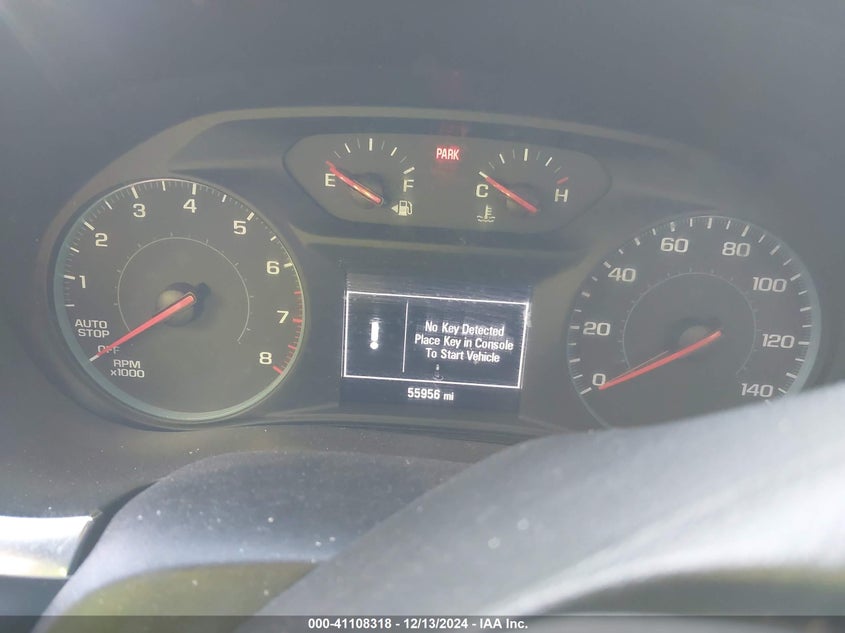 PARK
E
F
C
H
1
2
3
4
5
6
7
8
AUTO
STOP
OFF
RPM
x1000
No Key Detected
Place Key in Console
To Start Vehicle
55956 mi
0
20
40
60
80
100
120
140
000-41108318 - 12/13/2024 - IAA Inc.